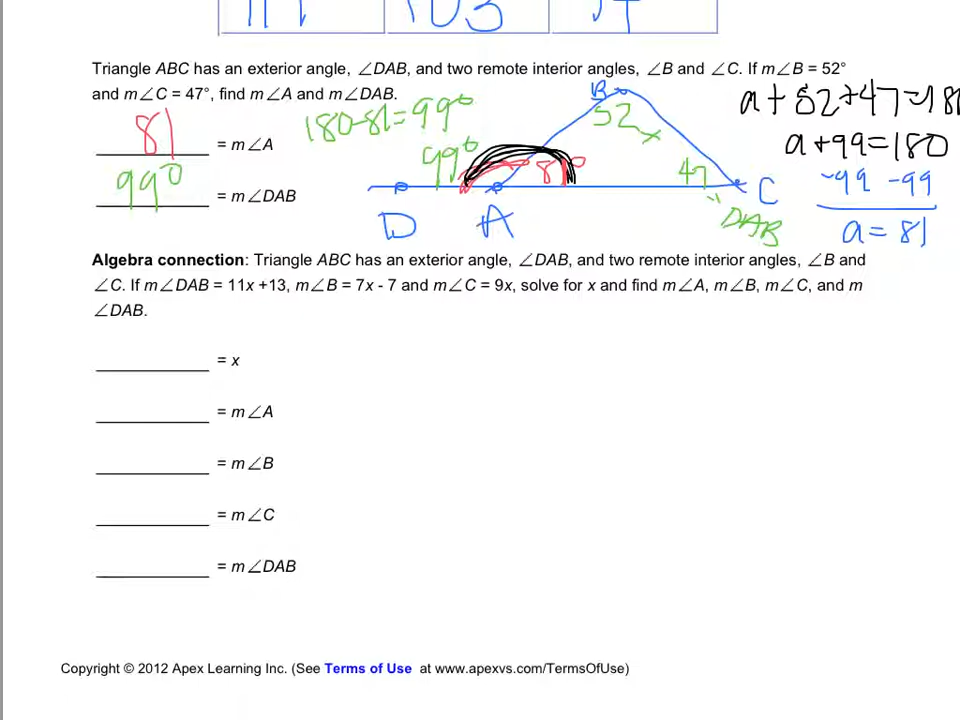 Triangle ABC has an exterior angle, ∠DAB, and two remote interior angles, ∠B and ∠C. If m∠B = 52°
and m∠C = 47°, find m∠A and m∠DAB.
180-81=99°
81 = m∠A
99° = m∠DAB
B
52
99°
81°
47
D
A
C
DAB
a + 52 + 47 = 18
a + 99 = 180
-99 -99
a = 81
Algebra connection: Triangle ABC has an exterior angle, ∠DAB, and two remote interior angles, ∠B and
∠C. If m∠DAB = 11x +13, m∠B = 7x - 7 and m∠C = 9x, solve for x and find m∠A, m∠B, m∠C, and m
∠DAB.
= x
= m∠A
= m∠B
= m∠C
= m∠DAB
Copyright © 2012 Apex Learning Inc. (See Terms of Use at www.apexvs.com/TermsOfUse)